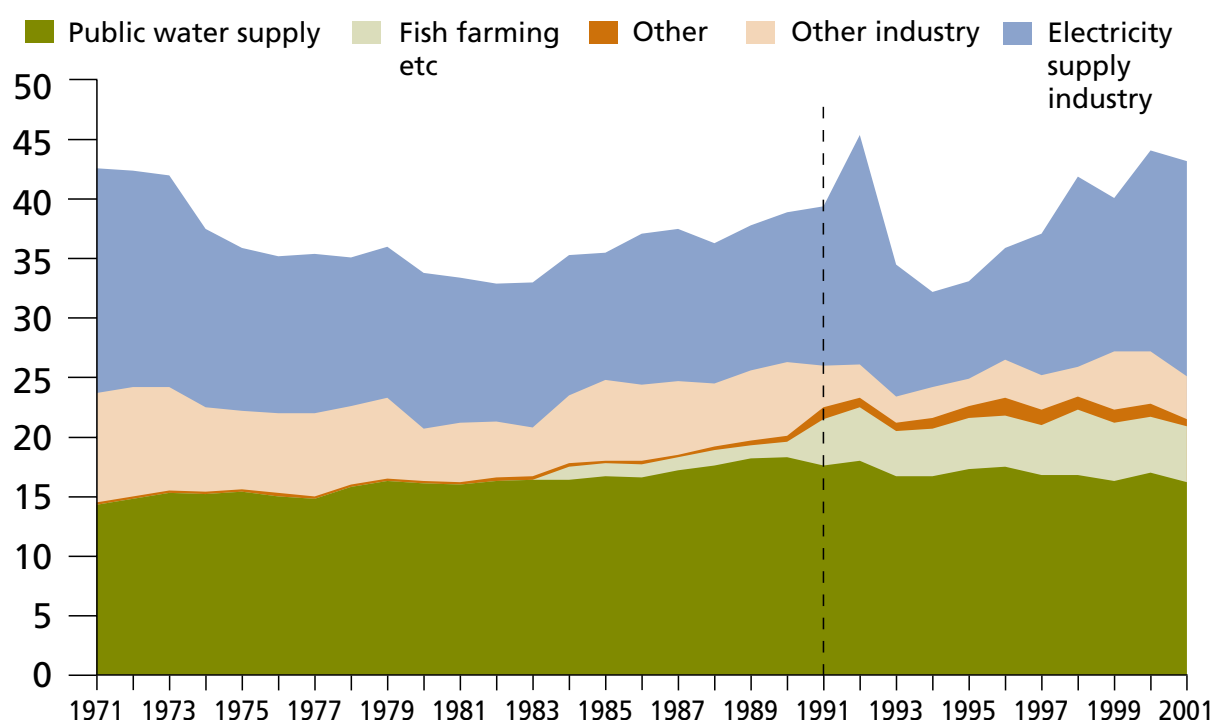 Public water supply
Fish farming
etc
Other
Other industry
Electricity
supply
industry
50
45
40
35
30
25
20
15
10
5
0
1971 1973 1975 1977 1979 1981 1983 1985 1987 1989 1991 1993 1995 1997 1999 2001